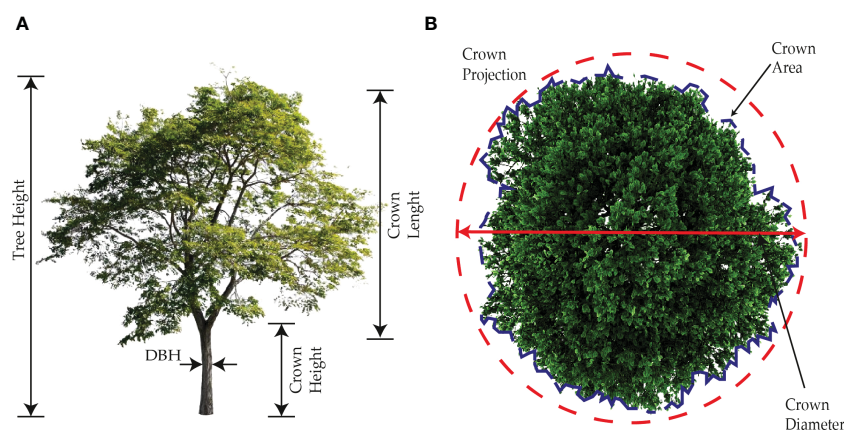 A
B
Tree Height
DBH
Crown
Height
Crown
Lenght
Crown
Projection
Crown
Area
Crown
Diameter